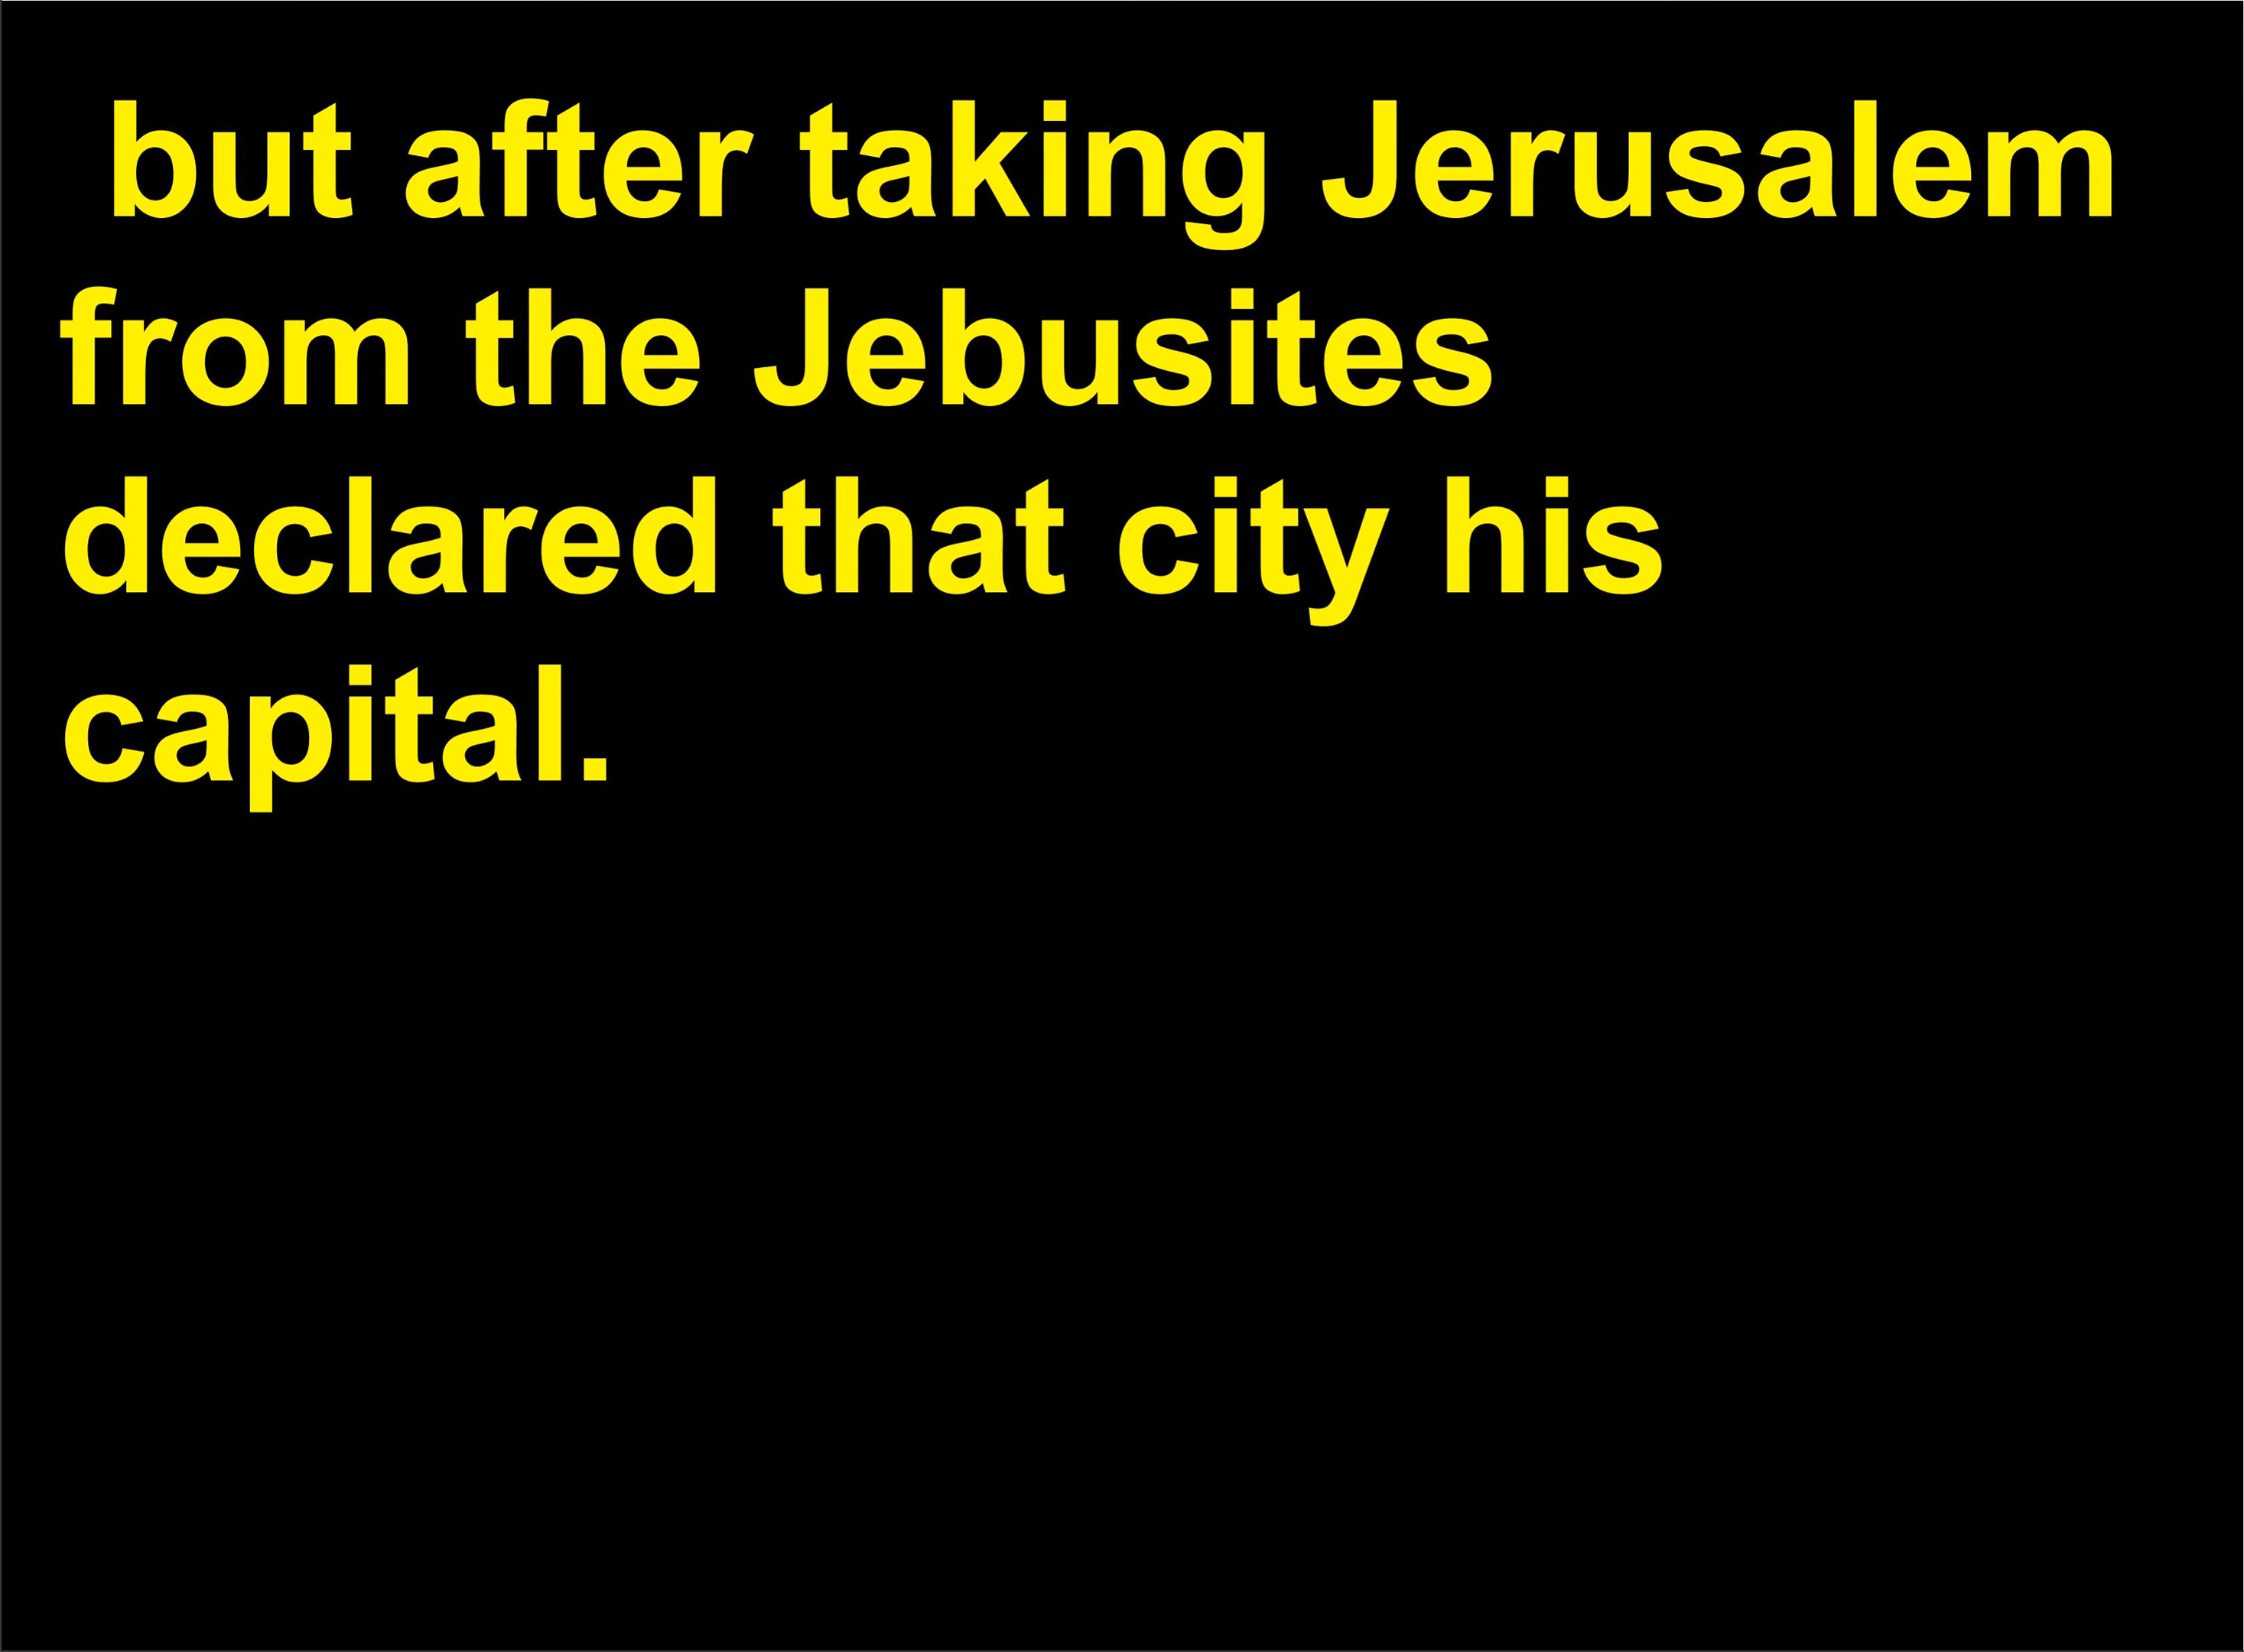 but after taking Jerusalem
from the Jebusites
declared that city his
capital.